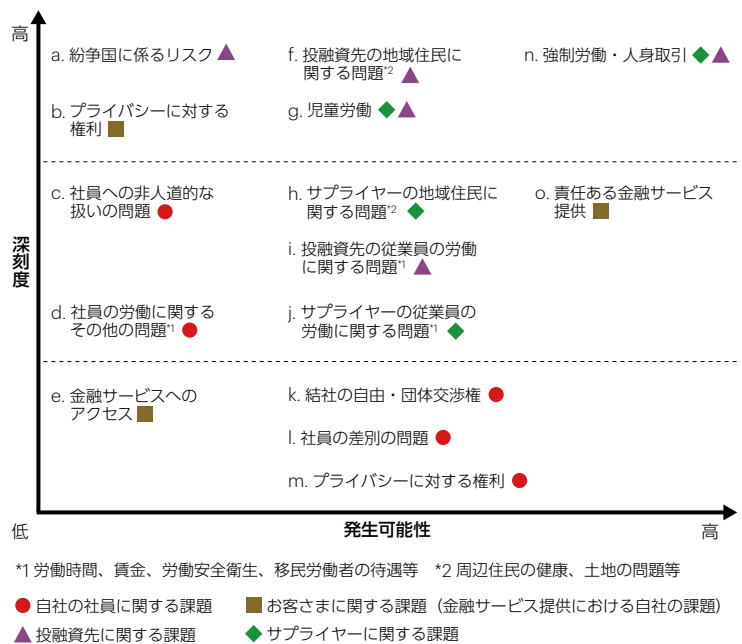 高
a. 紛争国に係るリスク
f. 投融資先の地域住民に
関する問題*2
n. 強制労働・人身取引
b. プライバシーに対する
権利
g. 児童労働
c. 社員への非人道的な
扱いの問題
h. サプライヤーの地域住民に
関する問題*2
o. 責任ある金融サービス
提供
i. 投融資先の従業員の労働
に関する問題*1
深刻度
d. 社員の労働に関する
その他の問題*1
j. サプライヤーの従業員の
労働に関する問題*1
e. 金融サービスへの
アクセス
k. 結社の自由・団体交渉権
l. 社員の差別の問題
m. プライバシーに対する権利
低
発生可能性
高
*1 労働時間、賃金、労働安全衛生、移民労働者の待遇等 *2 周辺住民の健康、土地の問題等
自社の社員に関する課題 お客さまに関する課題（金融サービス提供における自社の課題）
投融資先に関する課題 サプライヤーに関する課題